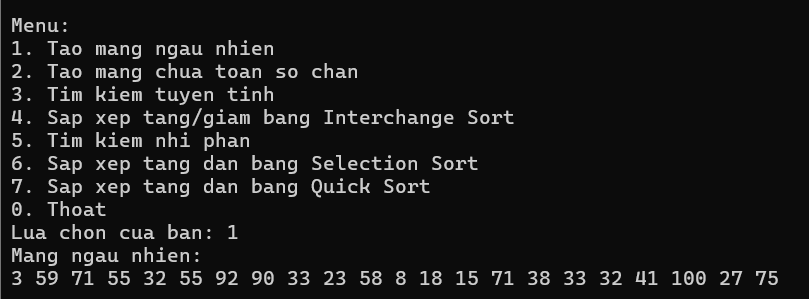 Menu:
1. Tao mang ngau nhien
2. Tao mang chua toan so chan
3. Tim kiem tuyen tinh
4. Sap xep tang/giam bang Interchange Sort
5. Tim kiem nhi phan
6. Sap xep tang dan bang Selection Sort
7. Sap xep tang dan bang Quick Sort
0. Thoat
Lua chon cua ban: 1
Mang ngau nhien:
3 59 71 55 32 55 92 90 33 23 58 8 18 15 71 38 33 32 41 100 27 75